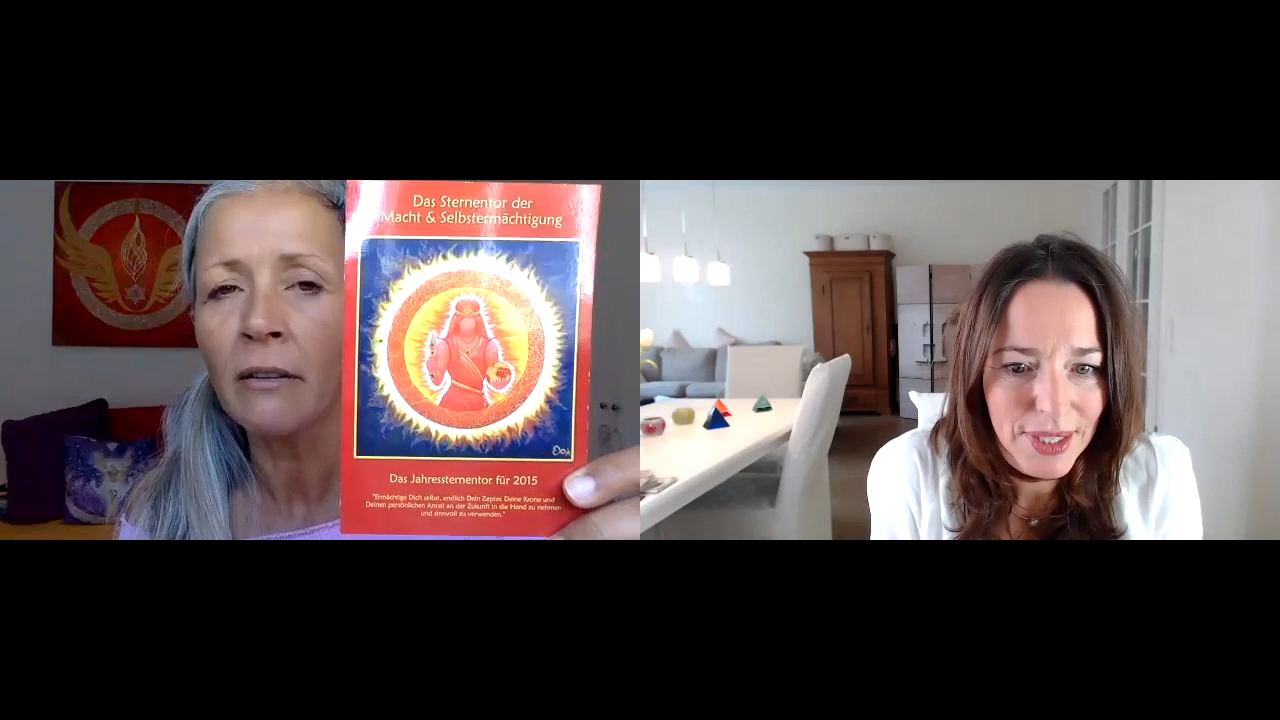 Das Sternentor der
Macht & Selbstermächtigung
Das Jahressternentor für 2015
"Ermächtige Dich selbst, endlich Dein Zepter, Deine Krone und
Deinen persönlichen Anteil an der Zukunft in die Hand zu nehmen
und sinnvoll zu verwenden."